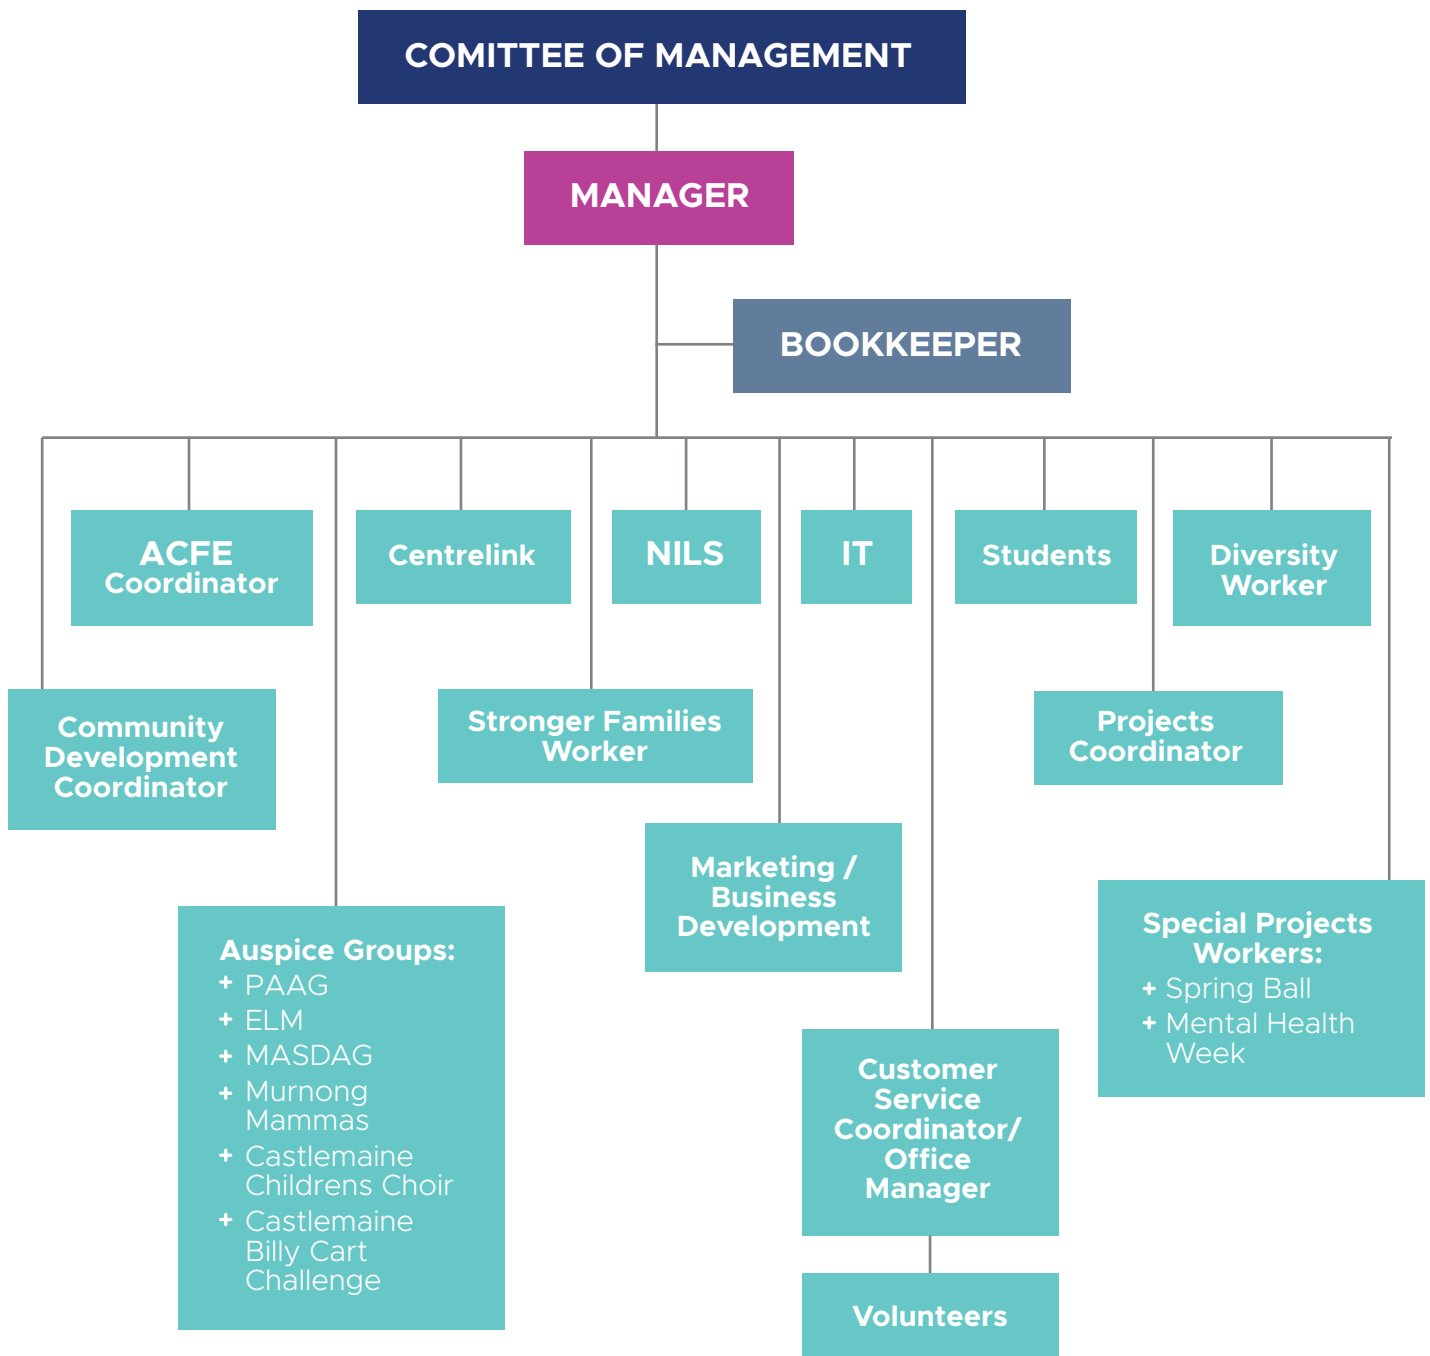 COMITTEE OF MANAGEMENT
MANAGER
BOOKKEEPER
ACFE
Coordinator
Centrelink
NILS
IT
Students
Diversity
Worker
Community
Development
Coordinator
Stronger Families
Worker
Projects
Coordinator
Marketing /
Business
Development
Auspice Groups:
+ PAAG
+ ELM
+ MASDAG
+ Murnong
Mammas
+ Castlemaine
Childrens Choir
+ Castlemaine
Billy Cart
Challenge
Special Projects
Workers:
+ Spring Ball
+ Mental Health
Week
Customer
Service
Coordinator/
Office
Manager
Volunteers